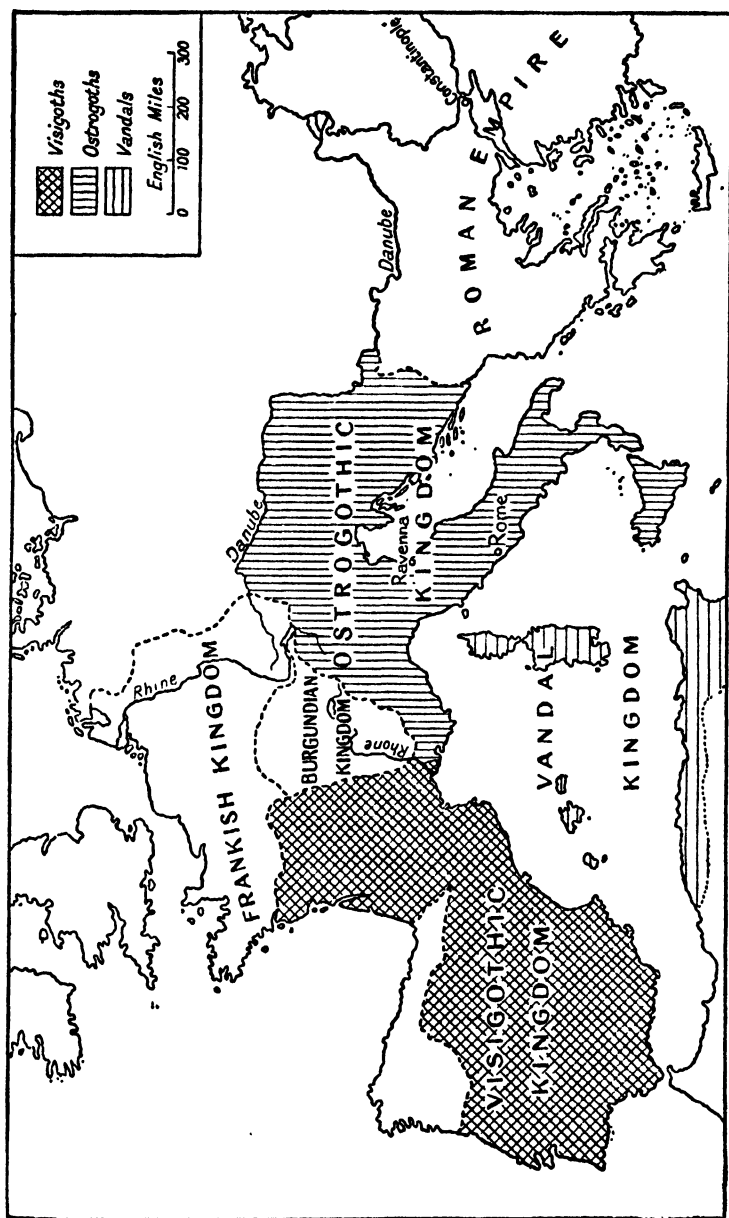 Visigoths
Ostrogoths
Vandals
English Miles
0 100 200 300
Constantinople
ROMAN EMPIRE
Danube
Danube
OSTROGOTHIC
KINGDOM
Ravenna
Rome
Rhine
FRANKISH KINGDOM
BURGUNDIAN
KINGDOM
Rhone
VANDAL
KINGDOM
VISIGOTHIC
KINGDOM